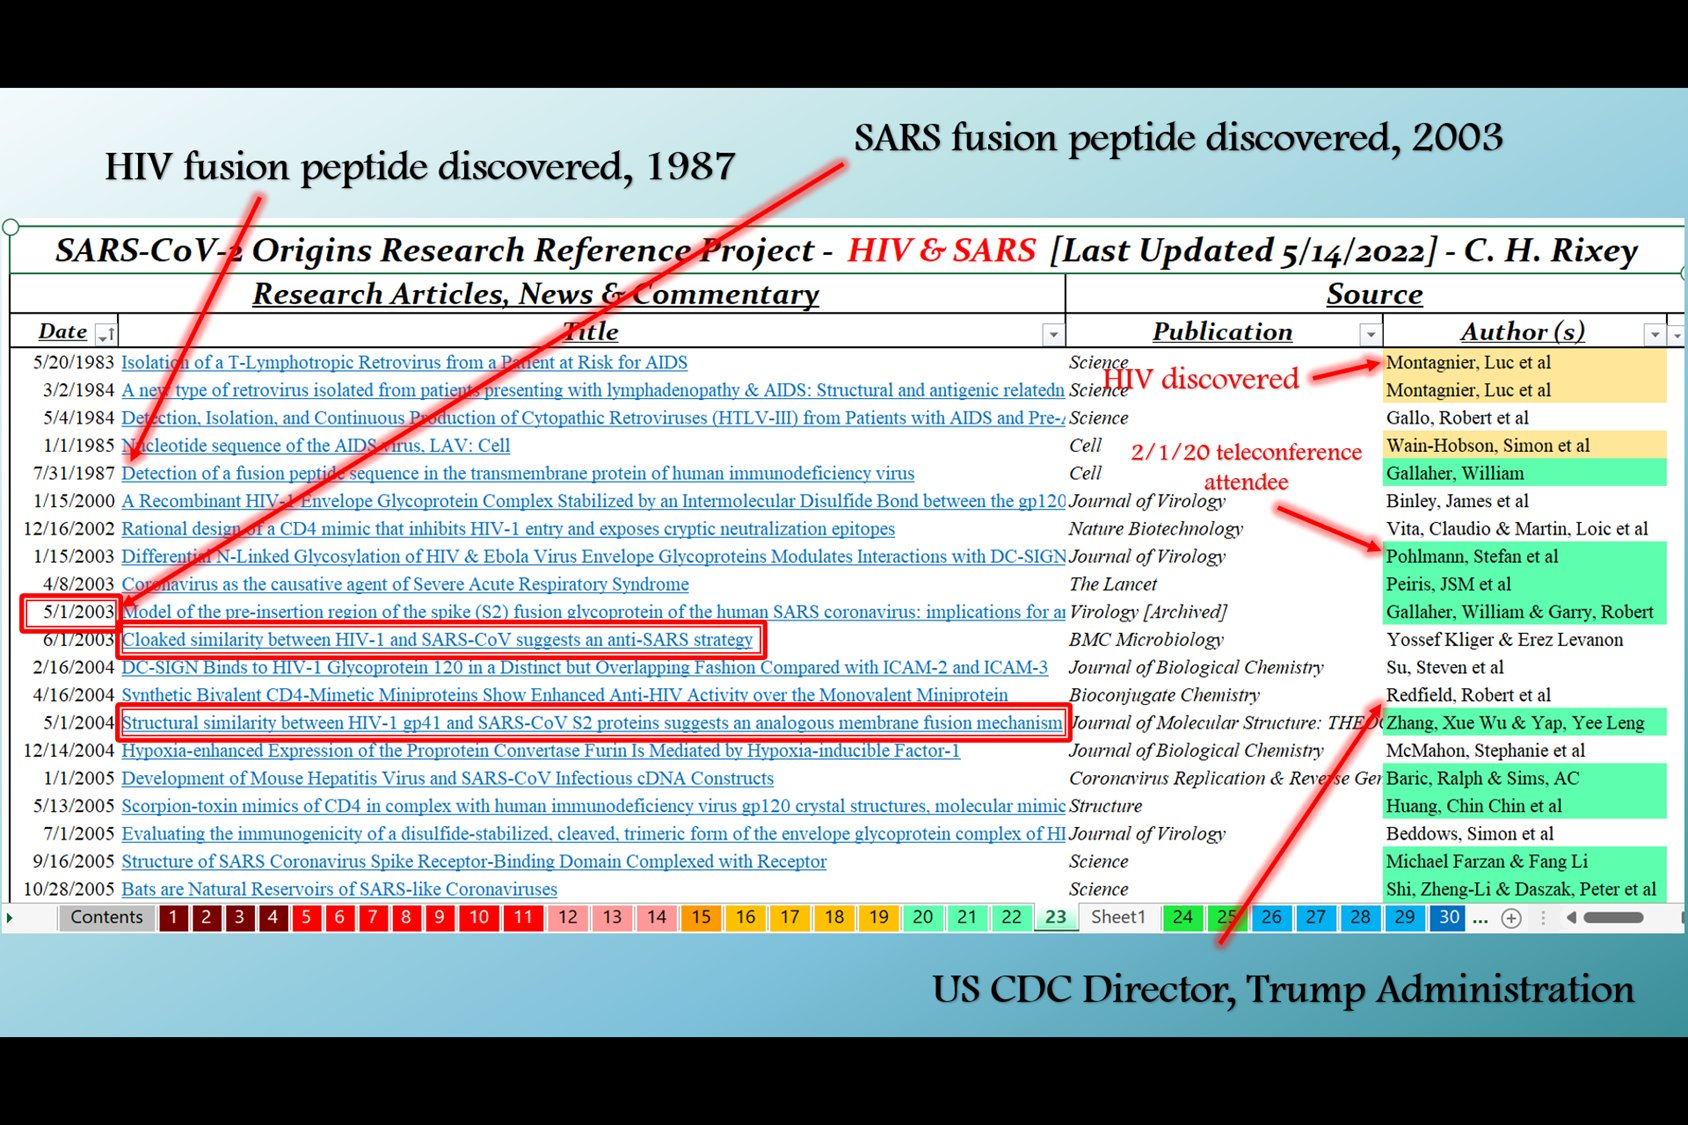 HIV fusion peptide discovered, 1987
SARS fusion peptide discovered, 2003
SARS-CoV-2 Origins Research Reference Project - HIV & SARS [Last Updated 5/14/2022] - C. H. Rixey
Research Articles, News & Commentary Source
Date Title Publication Author (s)
5/20/1983 Isolation of a T-Lymphotropic Retrovirus from a Patient at Risk for AIDS Science Montagnier, Luc et al
HIV discovered
3/2/1984 A new type of retrovirus isolated from patients presenting with lymphadenopathy & AIDS: Structural and antigenic relatedn Science Montagnier, Luc et al
5/4/1984 Detection, Isolation, and Continuous Production of Cytopathic Retroviruses (HTLV-III) from Patients with AIDS and Pre-A Science Gallo, Robert et al
1/1/1985 Nucleotide sequence of the AIDS virus, LAV: Cell Cell Wain-Hobson, Simon et al
2/1/20 teleconference
attendee
7/31/1987 Detection of a fusion peptide sequence in the transmembrane protein of human immunodeficiency virus Cell Gallaher, William
1/15/2000 A Recombinant HIV-1 Envelope Glycoprotein Complex Stabilized by an Intermolecular Disulfide Bond between the gp120 Journal of Virology Binley, James et al
12/16/2002 Rational design of a CD4 mimic that inhibits HIV-1 entry and exposes cryptic neutralization epitopes Nature Biotechnology Vita, Claudio & Martin, Loic et al
1/15/2003 Differential N-Linked Glycosylation of HIV & Ebola Virus Envelope Glycoproteins Modulates Interactions with DC-SIGN Journal of Virology Pohlmann, Stefan et al
4/8/2003 Coronavirus as the causative agent of Severe Acute Respiratory Syndrome The Lancet Peiris, JSM et al
5/1/2003 Model of the pre-insertion region of the spike (S2) fusion glycoprotein of the human SARS coronavirus: implications for an Virology [Archived] Gallaher, William & Garry, Robert
6/1/2003 Cloaked similarity between HIV-1 and SARS-CoV suggests an anti-SARS strategy BMC Microbiology Yossef Kliger & Erez Levanon
2/16/2004 DC-SIGN Binds to HIV-1 Glycoprotein 120 in a Distinct but Overlapping Fashion Compared with ICAM-2 and ICAM-3 Journal of Biological Chemistry Su, Steven et al
4/16/2004 Synthetic Bivalent CD4-Mimetic Miniproteins Show Enhanced Anti-HIV Activity over the Monovalent Miniprotein Bioconjugate Chemistry Redfield, Robert et al
5/1/2004 Structural similarity between HIV-1 gp41 and SARS-CoV S2 proteins suggests an analogous membrane fusion mechanism Journal of Molecular Structure: THEOC Zhang, Xue Wu & Yap, Yee Leng
12/14/2004 Hypoxia-enhanced Expression of the Proprotein Convertase Furin Is Mediated by Hypoxia-inducible Factor-1 Journal of Biological Chemistry McMahon, Stephanie et al
1/1/2005 Development of Mouse Hepatitis Virus and SARS-CoV Infectious cDNA Constructs Coronavirus Replication & Reverse Gen Baric, Ralph & Sims, AC
5/13/2005 Scorpion-toxin mimics of CD4 in complex with human immunodeficiency virus gp120 crystal structures, molecular mimic Structure Huang, Chin Chin et al
7/1/2005 Evaluating the immunogenicity of a disulfide-stabilized, cleaved, trimeric form of the envelope glycoprotein complex of HI Journal of Virology Beddows, Simon et al
9/16/2005 Structure of SARS Coronavirus Spike Receptor-Binding Domain Complexed with Receptor Science Michael Farzan & Fang Li
10/28/2005 Bats are Natural Reservoirs of SARS-like Coronaviruses Science Shi, Zheng-Li & Daszak, Peter et al
Contents 1 2 3 4 5 6 7 8 9 10 11 12 13 14 15 16 17 18 19 20 21 22 23 Sheet1 24 25 26 27 28 29 30 ...
US CDC Director, Trump Administration